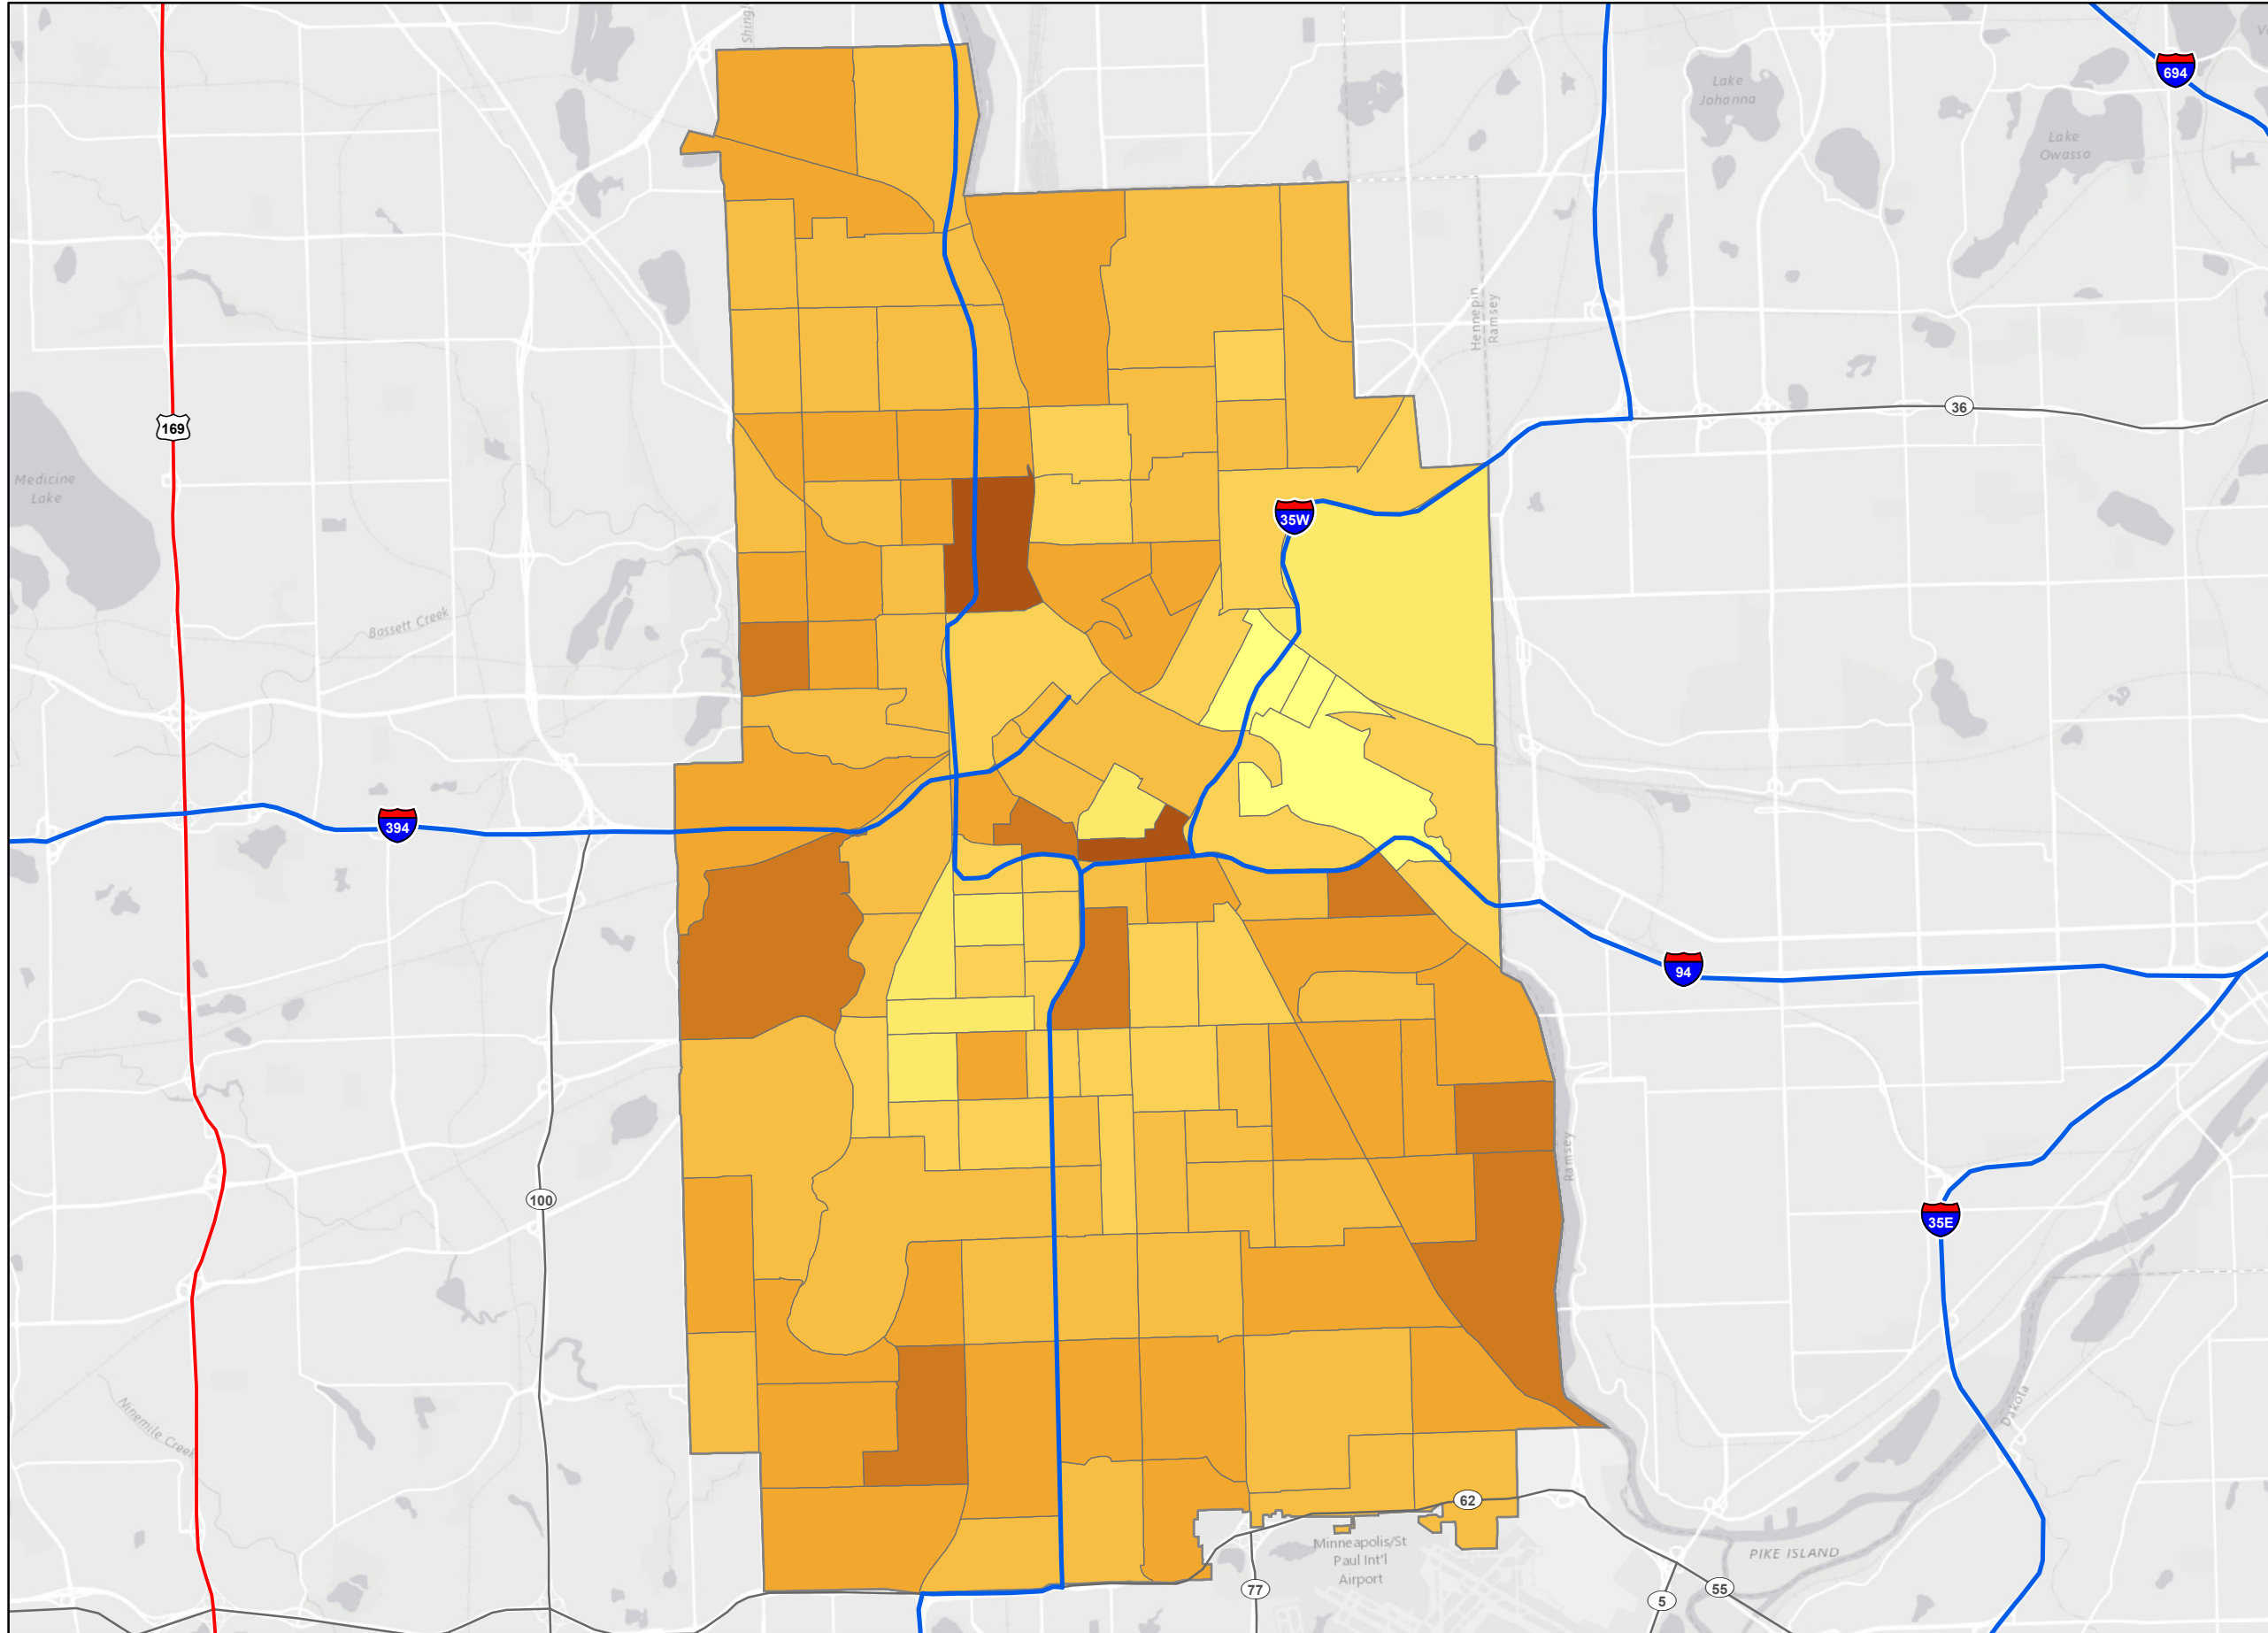 Shingl
694
Lake
Johanna
Lake
Owasso
Hennepin
Ramsey
36
169
Medicine
Lake
35W
Bassett Creek
394
94
Ramsey
100
35E
Ninemile Creek
Dakota
62
Minneapolis/St
Paul Int'l
Airport
PIKE ISLAND
77
55
5